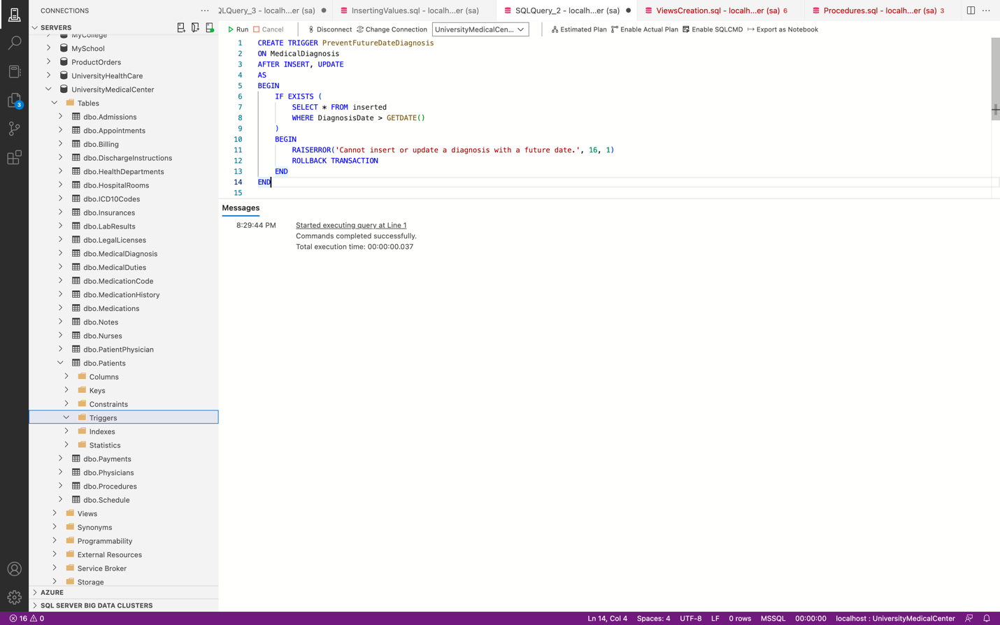 CONNECTIONS
SERVERS
MyCollege
MySchool
ProductOrders
UniversityHealthCare
UniversityMedicalCenter
Tables
dbo.Admissions
dbo.Appointments
dbo.Billing
dbo.DischargeInstructions
dbo.HealthDepartments
dbo.HospitalRooms
dbo.ICD10Codes
dbo.Insurances
dbo.LabResults
dbo.LegalLicenses
dbo.MedicalDiagnosis
dbo.MedicalDuties
dbo.MedicationCode
dbo.MedicationHistory
dbo.Medications
dbo.Notes
dbo.Nurses
dbo.PatientPhysician
dbo.Patients
Columns
Keys
Constraints
Triggers
Indexes
Statistics
dbo.Payments
dbo.Physicians
dbo.Procedures
dbo.Schedule
Views
Synonyms
Programmability
External Resources
Service Broker
Storage
AZURE
SQL SERVER BIG DATA CLUSTERS
3
QLQuery_3 - localh...er (sa)
InsertingValues.sql - localh...er (sa)
SQLQuery_2 - localh...er (sa)
ViewsCreation.sql - localh...er (sa) 6
Procedures.sql - localh...er (sa) 3
Run Cancel Disconnect Change Connection UniversityMedicalCen... Estimated Plan Enable Actual Plan Enable SQLCMD Export as Notebook
1 CREATE TRIGGER PreventFutureDateDiagnosis
2 ON MedicalDiagnosis
3 AFTER INSERT, UPDATE
4 AS
5 BEGIN
6 IF EXISTS (
7 SELECT * FROM inserted
8 WHERE DiagnosisDate > GETDATE()
9 )
10 BEGIN
11 RAISERROR('Cannot insert or update a diagnosis with a future date.', 16, 1)
12 ROLLBACK TRANSACTION
13 END
14 END
15
Messages
8:29:44 PM Started executing query at Line 1
Commands completed successfully.
Total execution time: 00:00:00.037
16 0 Ln 14, Col 4 Spaces: 4 UTF-8 LF 0 rows MSSQL 00:00:00 localhost : UniversityMedicalCenter